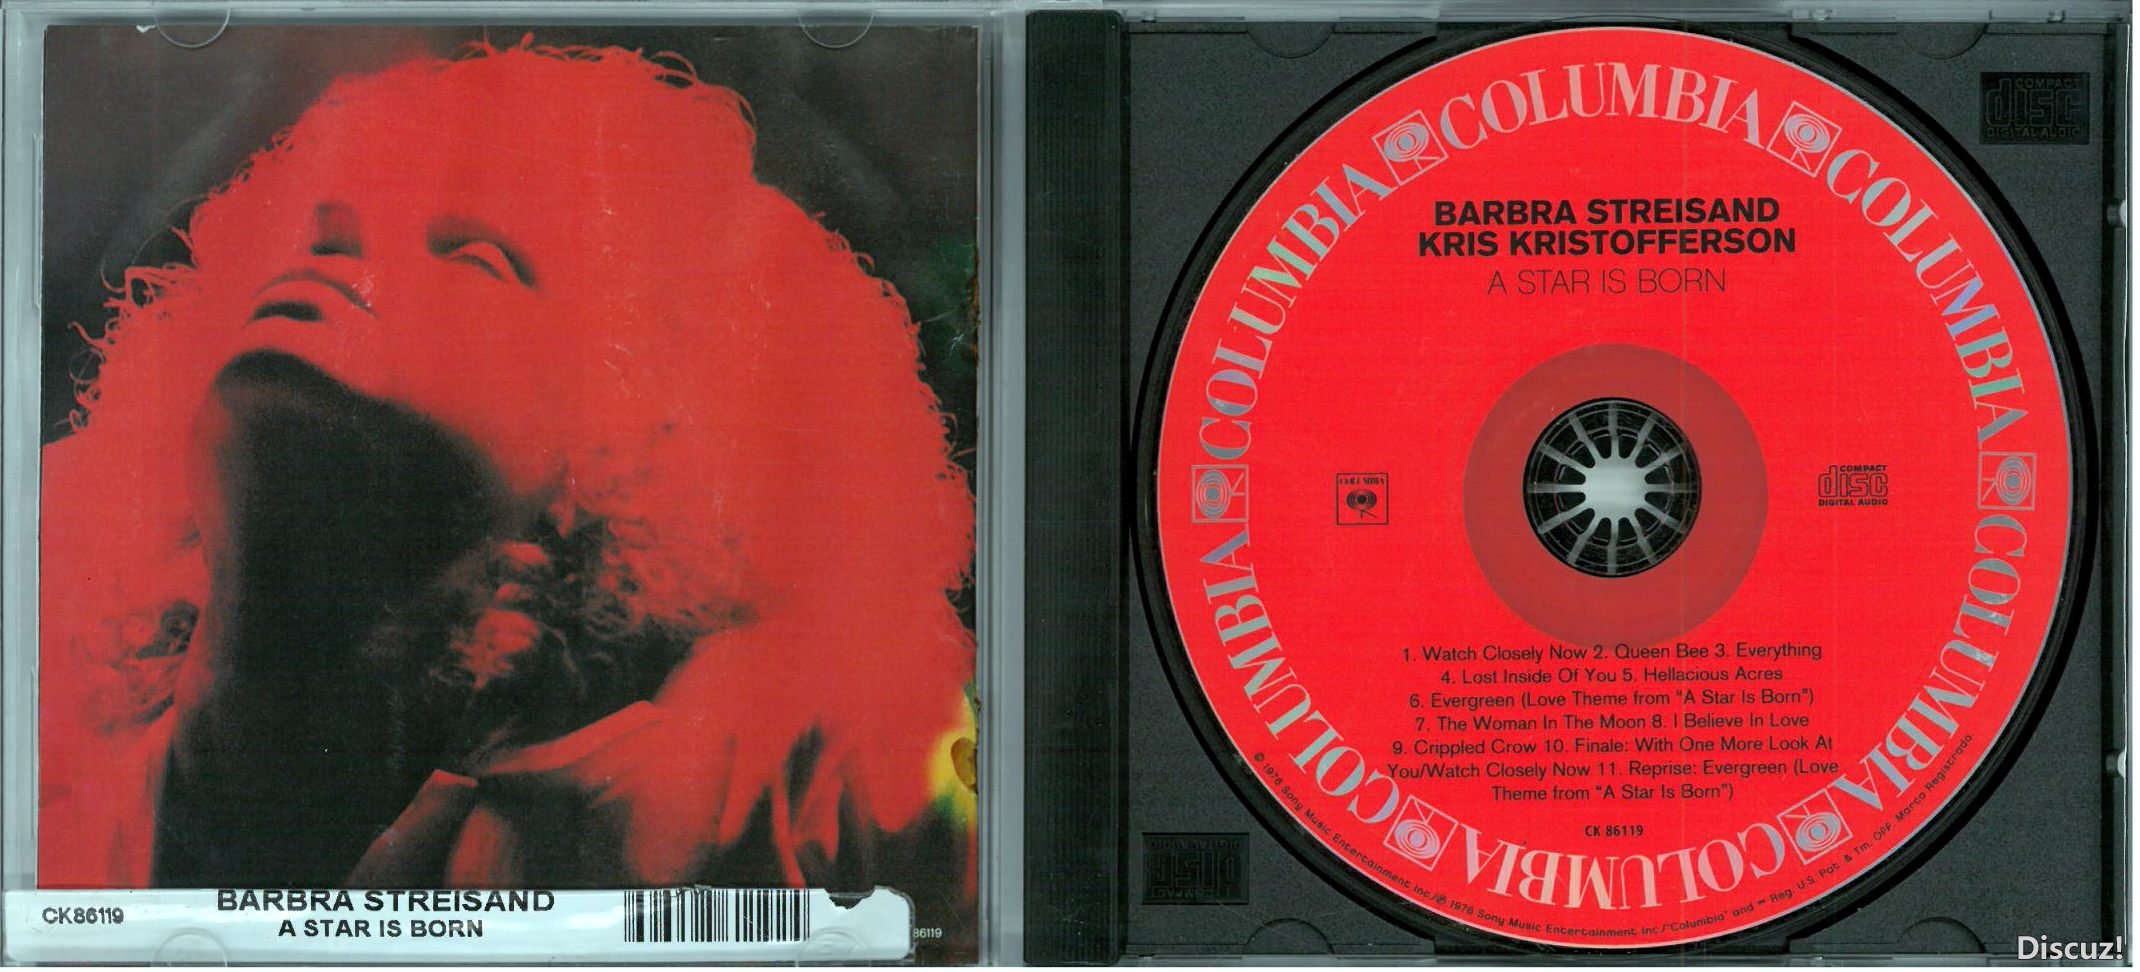 CK86119
BARBRA STREISAND
A STAR IS BORN
86119
COLUMBIA COLUMBIA COLUMBIA COLUMBIA COLUMBIA COLUMBIA
BARBRA STREISAND
KRIS KRISTOFFERSON
A STAR IS BORN
COLUMBIA
COMPACT
disc
DIGITAL AUDIO
1. Watch Closely Now 2. Queen Bee 3. Everything
4. Lost Inside Of You 5. Hellacious Acres
6. Evergreen (Love Theme from “A Star Is Born”)
7. The Woman In The Moon 8. I Believe In Love
9. Crippled Crow 10. Finale: With One More Look At
You/Watch Closely Now 11. Reprise: Evergreen (Love
Theme from “A Star Is Born”)
CK 86119
© 1976 Sony Music Entertainment Inc./℗ 1976 Sony Music Entertainment Inc./“Columbia” and Reg. U.S. Pat. & Tm. Off. Marca Registrada.
COMPACT
disc
DIGITAL AUDIO
COMPACT
disc
DIGITAL AUDIO
Discuz!